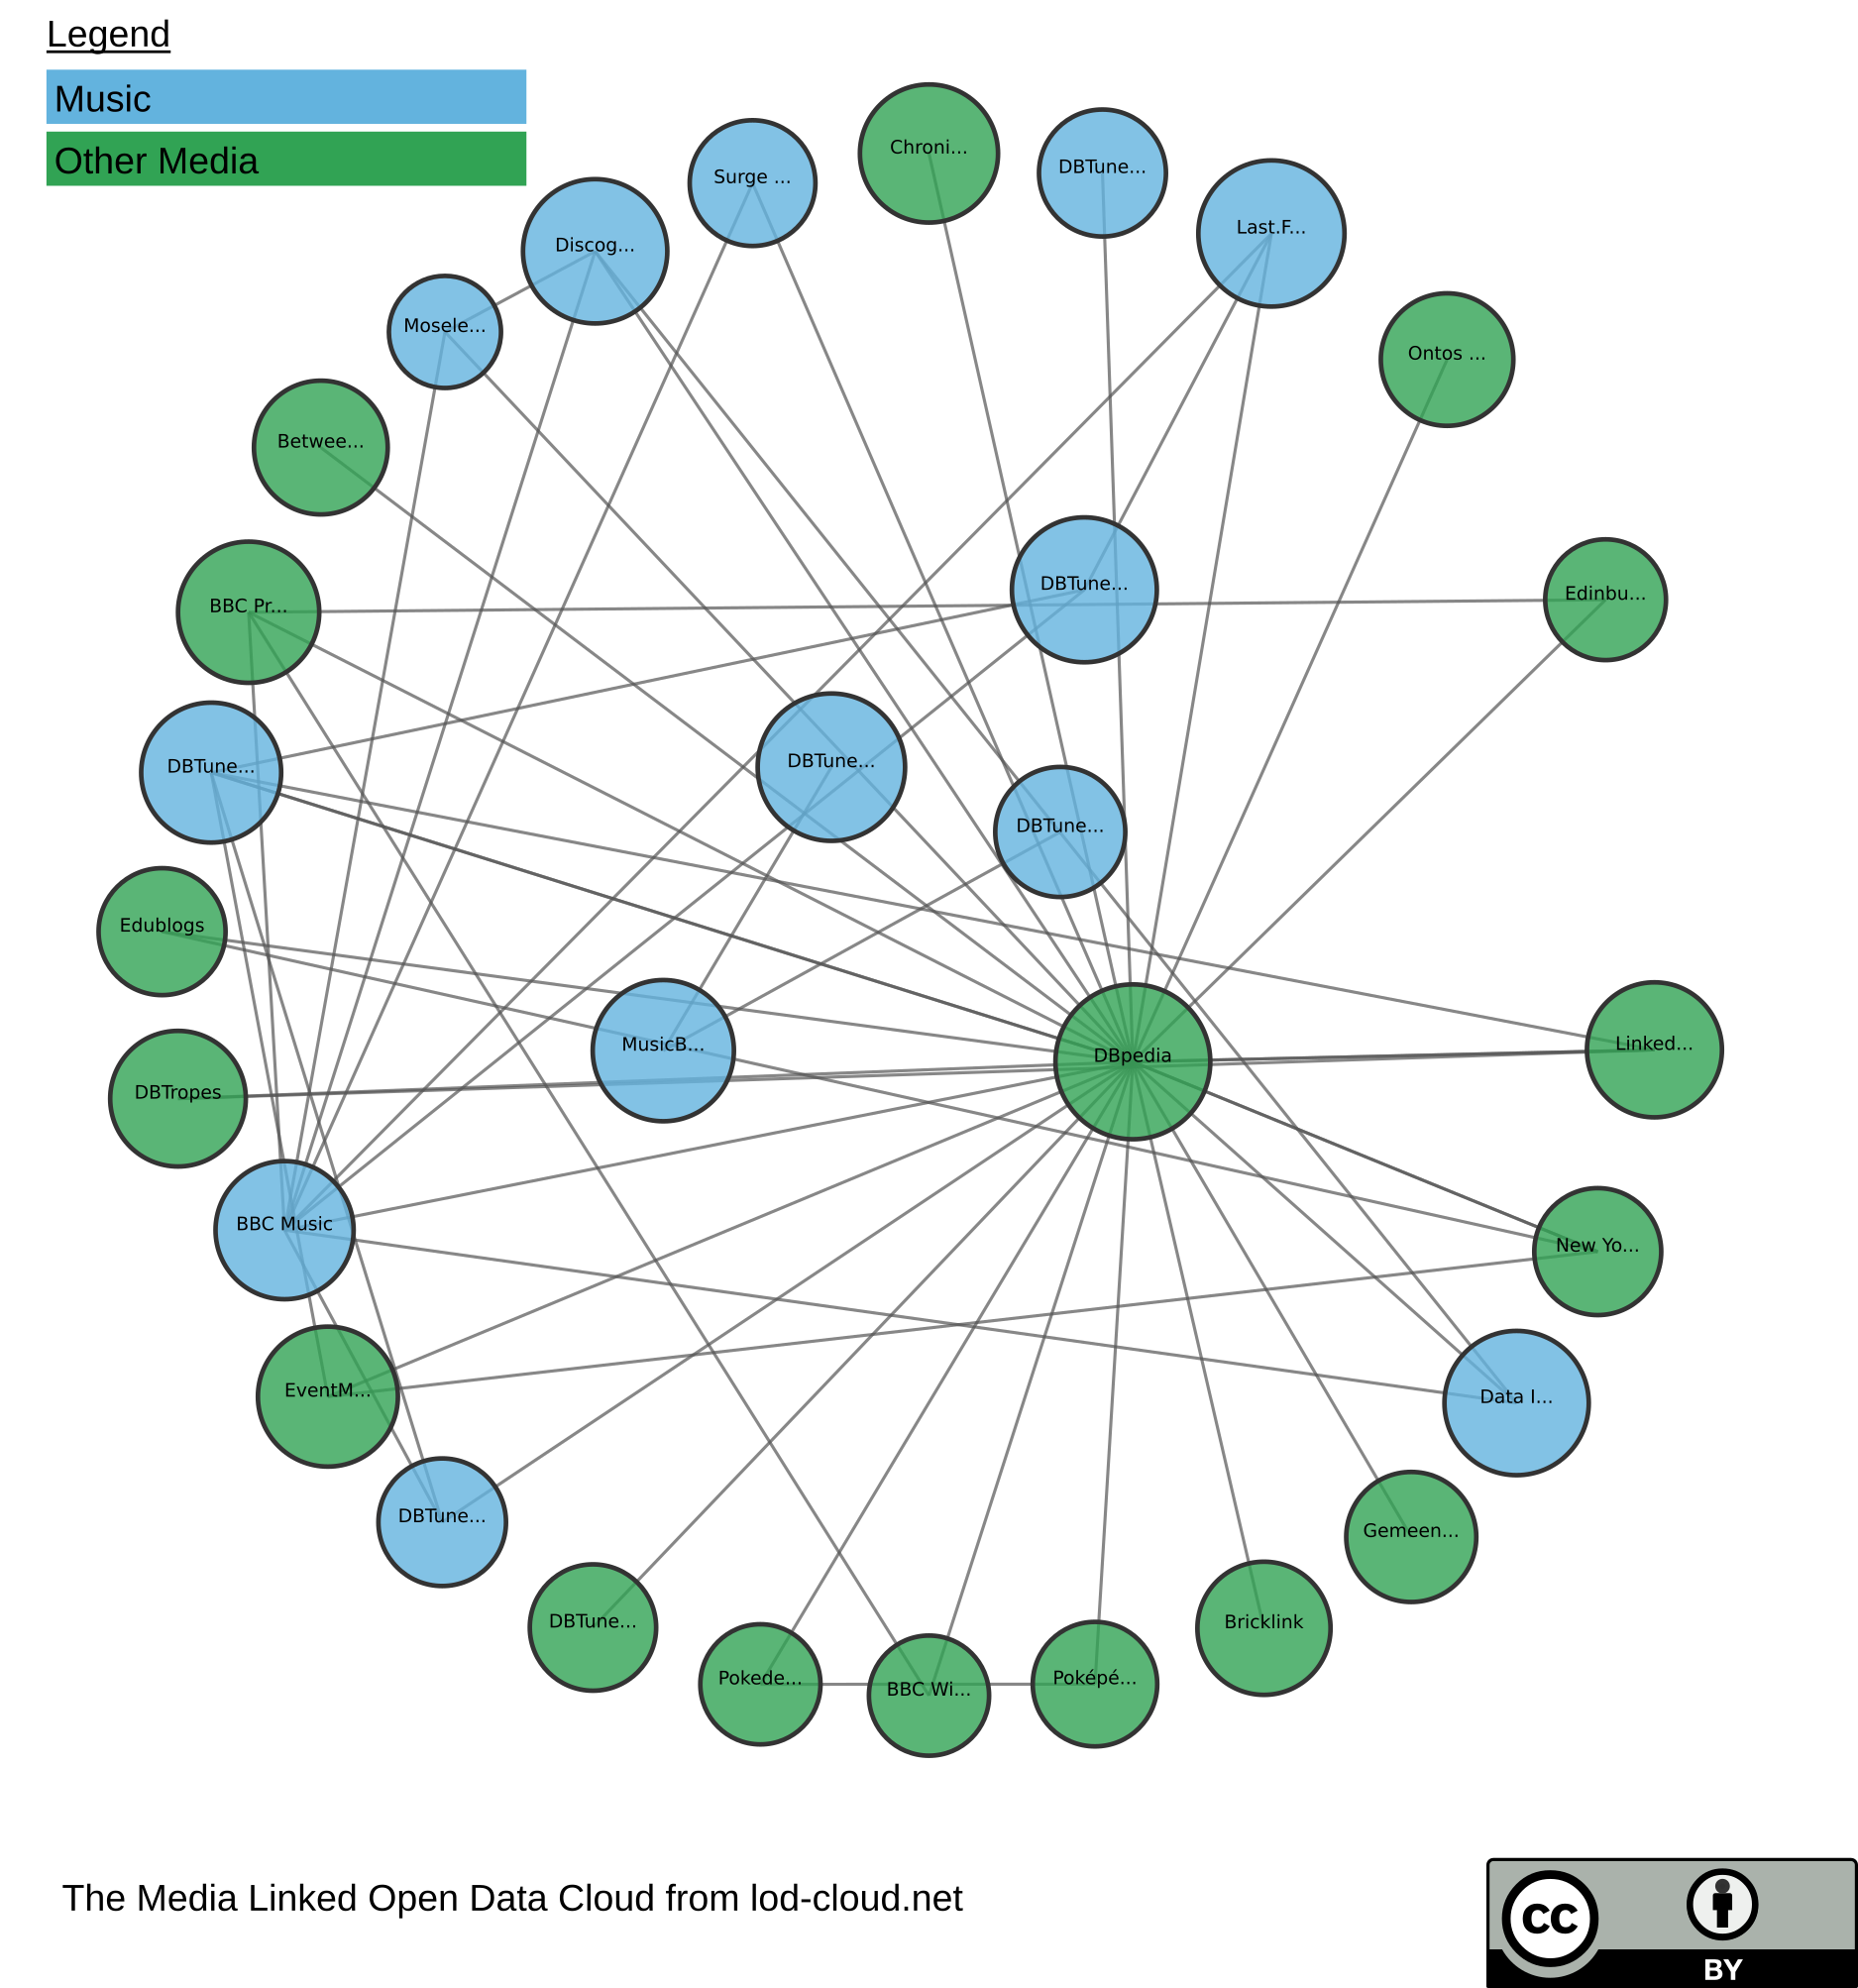 Legend
Music
Other Media
Chroni...
DBTune...
Surge ...
Last.F...
Discog...
Mosele...
Ontos ...
Betwee...
DBTune...
Edinbu...
BBC Pr...
DBTune...
DBTune...
DBTune...
Edublogs
MusicB...
Linked...
DBpedia
DBTropes
BBC Music
New Yo...
EventM...
Data I...
DBTune...
Gemeen...
DBTune...
Bricklink
Pokede...
BBC Wi...
Poképé...
The Media Linked Open Data Cloud from lod-cloud.net
cc
BY